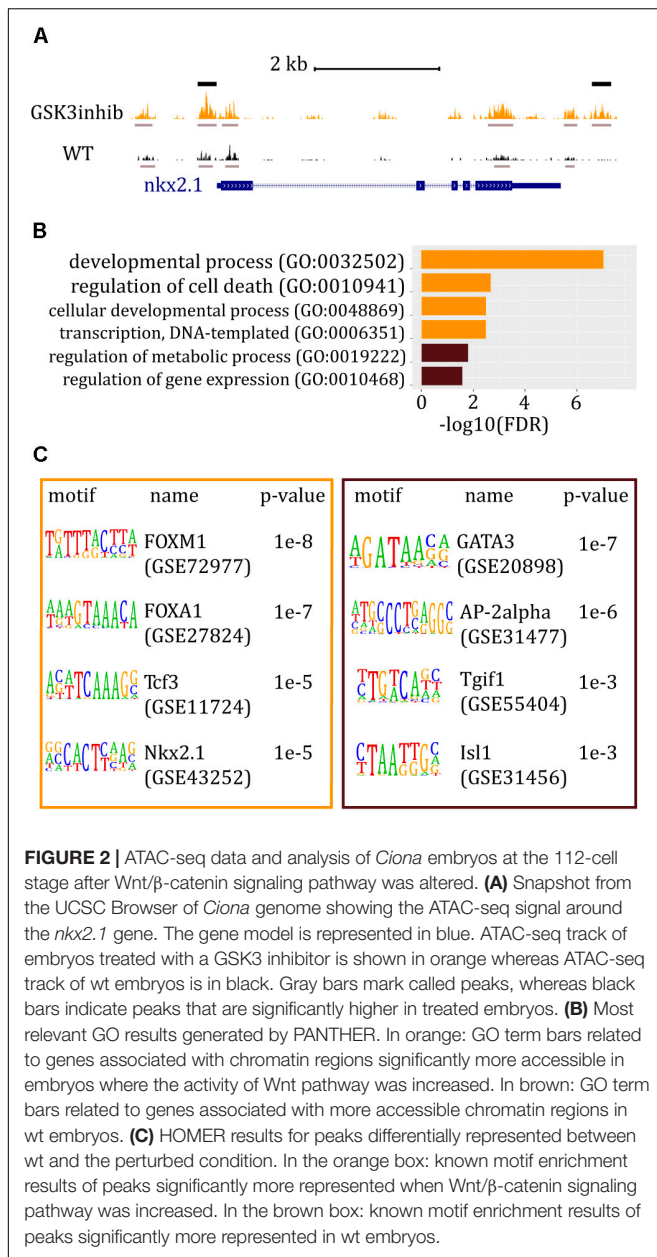 A
2 kb
GSK3inhib
WT
nkx2.1
B
developmental process (GO:0032502)
regulation of cell death (GO:0010941)
cellular developmental process (GO:0048869)
transcription, DNA-templated (GO:0006351)
regulation of metabolic process (GO:0019222)
regulation of gene expression (GO:0010468)
0 2 4 6
-log10(FDR)
C
motif name p-value
FOXM1 1e-8
(GSE72977)
FOXA1 1e-7
(GSE27824)
Tcf3 1e-5
(GSE11724)
Nkx2.1 1e-5
(GSE43252)
motif name p-value
GATA3 1e-7
(GSE20898)
AP-2alpha 1e-6
(GSE31477)
Tgif1 1e-3
(GSE55404)
Isl1 1e-3
(GSE31456)
FIGURE 2 | ATAC-seq data and analysis of Ciona embryos at the 112-cell
stage after Wnt/β-catenin signaling pathway was altered. (A) Snapshot from
the UCSC Browser of Ciona genome showing the ATAC-seq signal around
the nkx2.1 gene. The gene model is represented in blue. ATAC-seq track of
embryos treated with a GSK3 inhibitor is shown in orange whereas ATAC-seq
track of wt embryos is in black. Gray bars mark called peaks, whereas black
bars indicate peaks that are significantly higher in treated embryos. (B) Most
relevant GO results generated by PANTHER. In orange: GO term bars related
to genes associated with chromatin regions significantly more accessible in
embryos where the activity of Wnt pathway was increased. In brown: GO term
bars related to genes associated with more accessible chromatin regions in
wt embryos. (C) HOMER results for peaks differentially represented between
wt and the perturbed condition. In the orange box: known motif enrichment
results of peaks significantly more represented when Wnt/β-catenin signaling
pathway was increased. In the brown box: known motif enrichment results of
peaks significantly more represented in wt embryos.